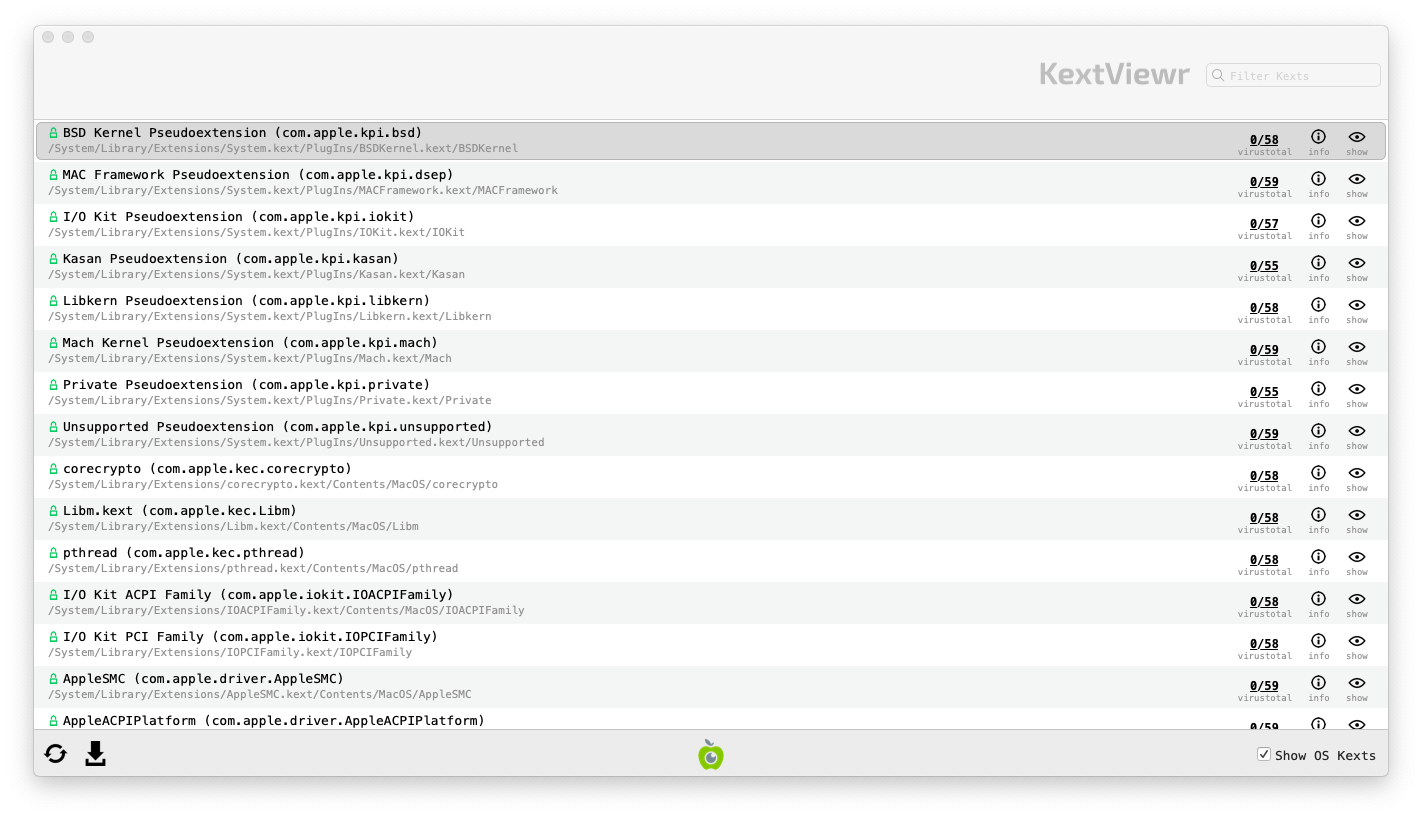 KextViewr
Filter Kexts
BSD Kernel Pseudoextension (com.apple.kpi.bsd)
/System/Library/Extensions/System.kext/PlugIns/BSDKernel.kext/BSDKernel
0/58
virustotal info show
MAC Framework Pseudoextension (com.apple.kpi.dsep)
/System/Library/Extensions/System.kext/PlugIns/MACFramework.kext/MACFramework
0/59
virustotal info show
I/O Kit Pseudoextension (com.apple.kpi.iokit)
/System/Library/Extensions/System.kext/PlugIns/IOKit.kext/IOKit
0/57
virustotal info show
Kasan Pseudoextension (com.apple.kpi.kasan)
/System/Library/Extensions/System.kext/PlugIns/Kasan.kext/Kasan
0/55
virustotal info show
Libkern Pseudoextension (com.apple.kpi.libkern)
/System/Library/Extensions/System.kext/PlugIns/Libkern.kext/Libkern
0/58
virustotal info show
Mach Kernel Pseudoextension (com.apple.kpi.mach)
/System/Library/Extensions/System.kext/PlugIns/Mach.kext/Mach
0/59
virustotal info show
Private Pseudoextension (com.apple.kpi.private)
/System/Library/Extensions/System.kext/PlugIns/Private.kext/Private
0/55
virustotal info show
Unsupported Pseudoextension (com.apple.kpi.unsupported)
/System/Library/Extensions/System.kext/PlugIns/Unsupported.kext/Unsupported
0/59
virustotal info show
corecrypto (com.apple.kec.corecrypto)
/System/Library/Extensions/corecrypto.kext/Contents/MacOS/corecrypto
0/58
virustotal info show
Libm.kext (com.apple.kec.Libm)
/System/Library/Extensions/Libm.kext/Contents/MacOS/Libm
0/58
virustotal info show
pthread (com.apple.kec.pthread)
/System/Library/Extensions/pthread.kext/Contents/MacOS/pthread
0/58
virustotal info show
I/O Kit ACPI Family (com.apple.iokit.IOACPIFamily)
/System/Library/Extensions/IOACPIFamily.kext/Contents/MacOS/IOACPIFamily
0/58
virustotal info show
I/O Kit PCI Family (com.apple.iokit.IOPCIFamily)
/System/Library/Extensions/IOPCIFamily.kext/IOPCIFamily
0/58
virustotal info show
AppleSMC (com.apple.driver.AppleSMC)
/System/Library/Extensions/AppleSMC.kext/Contents/MacOS/AppleSMC
0/59
virustotal info show
AppleACPIPlatform (com.apple.driver.AppleACPIPlatform)
0/59
Show OS Kexts